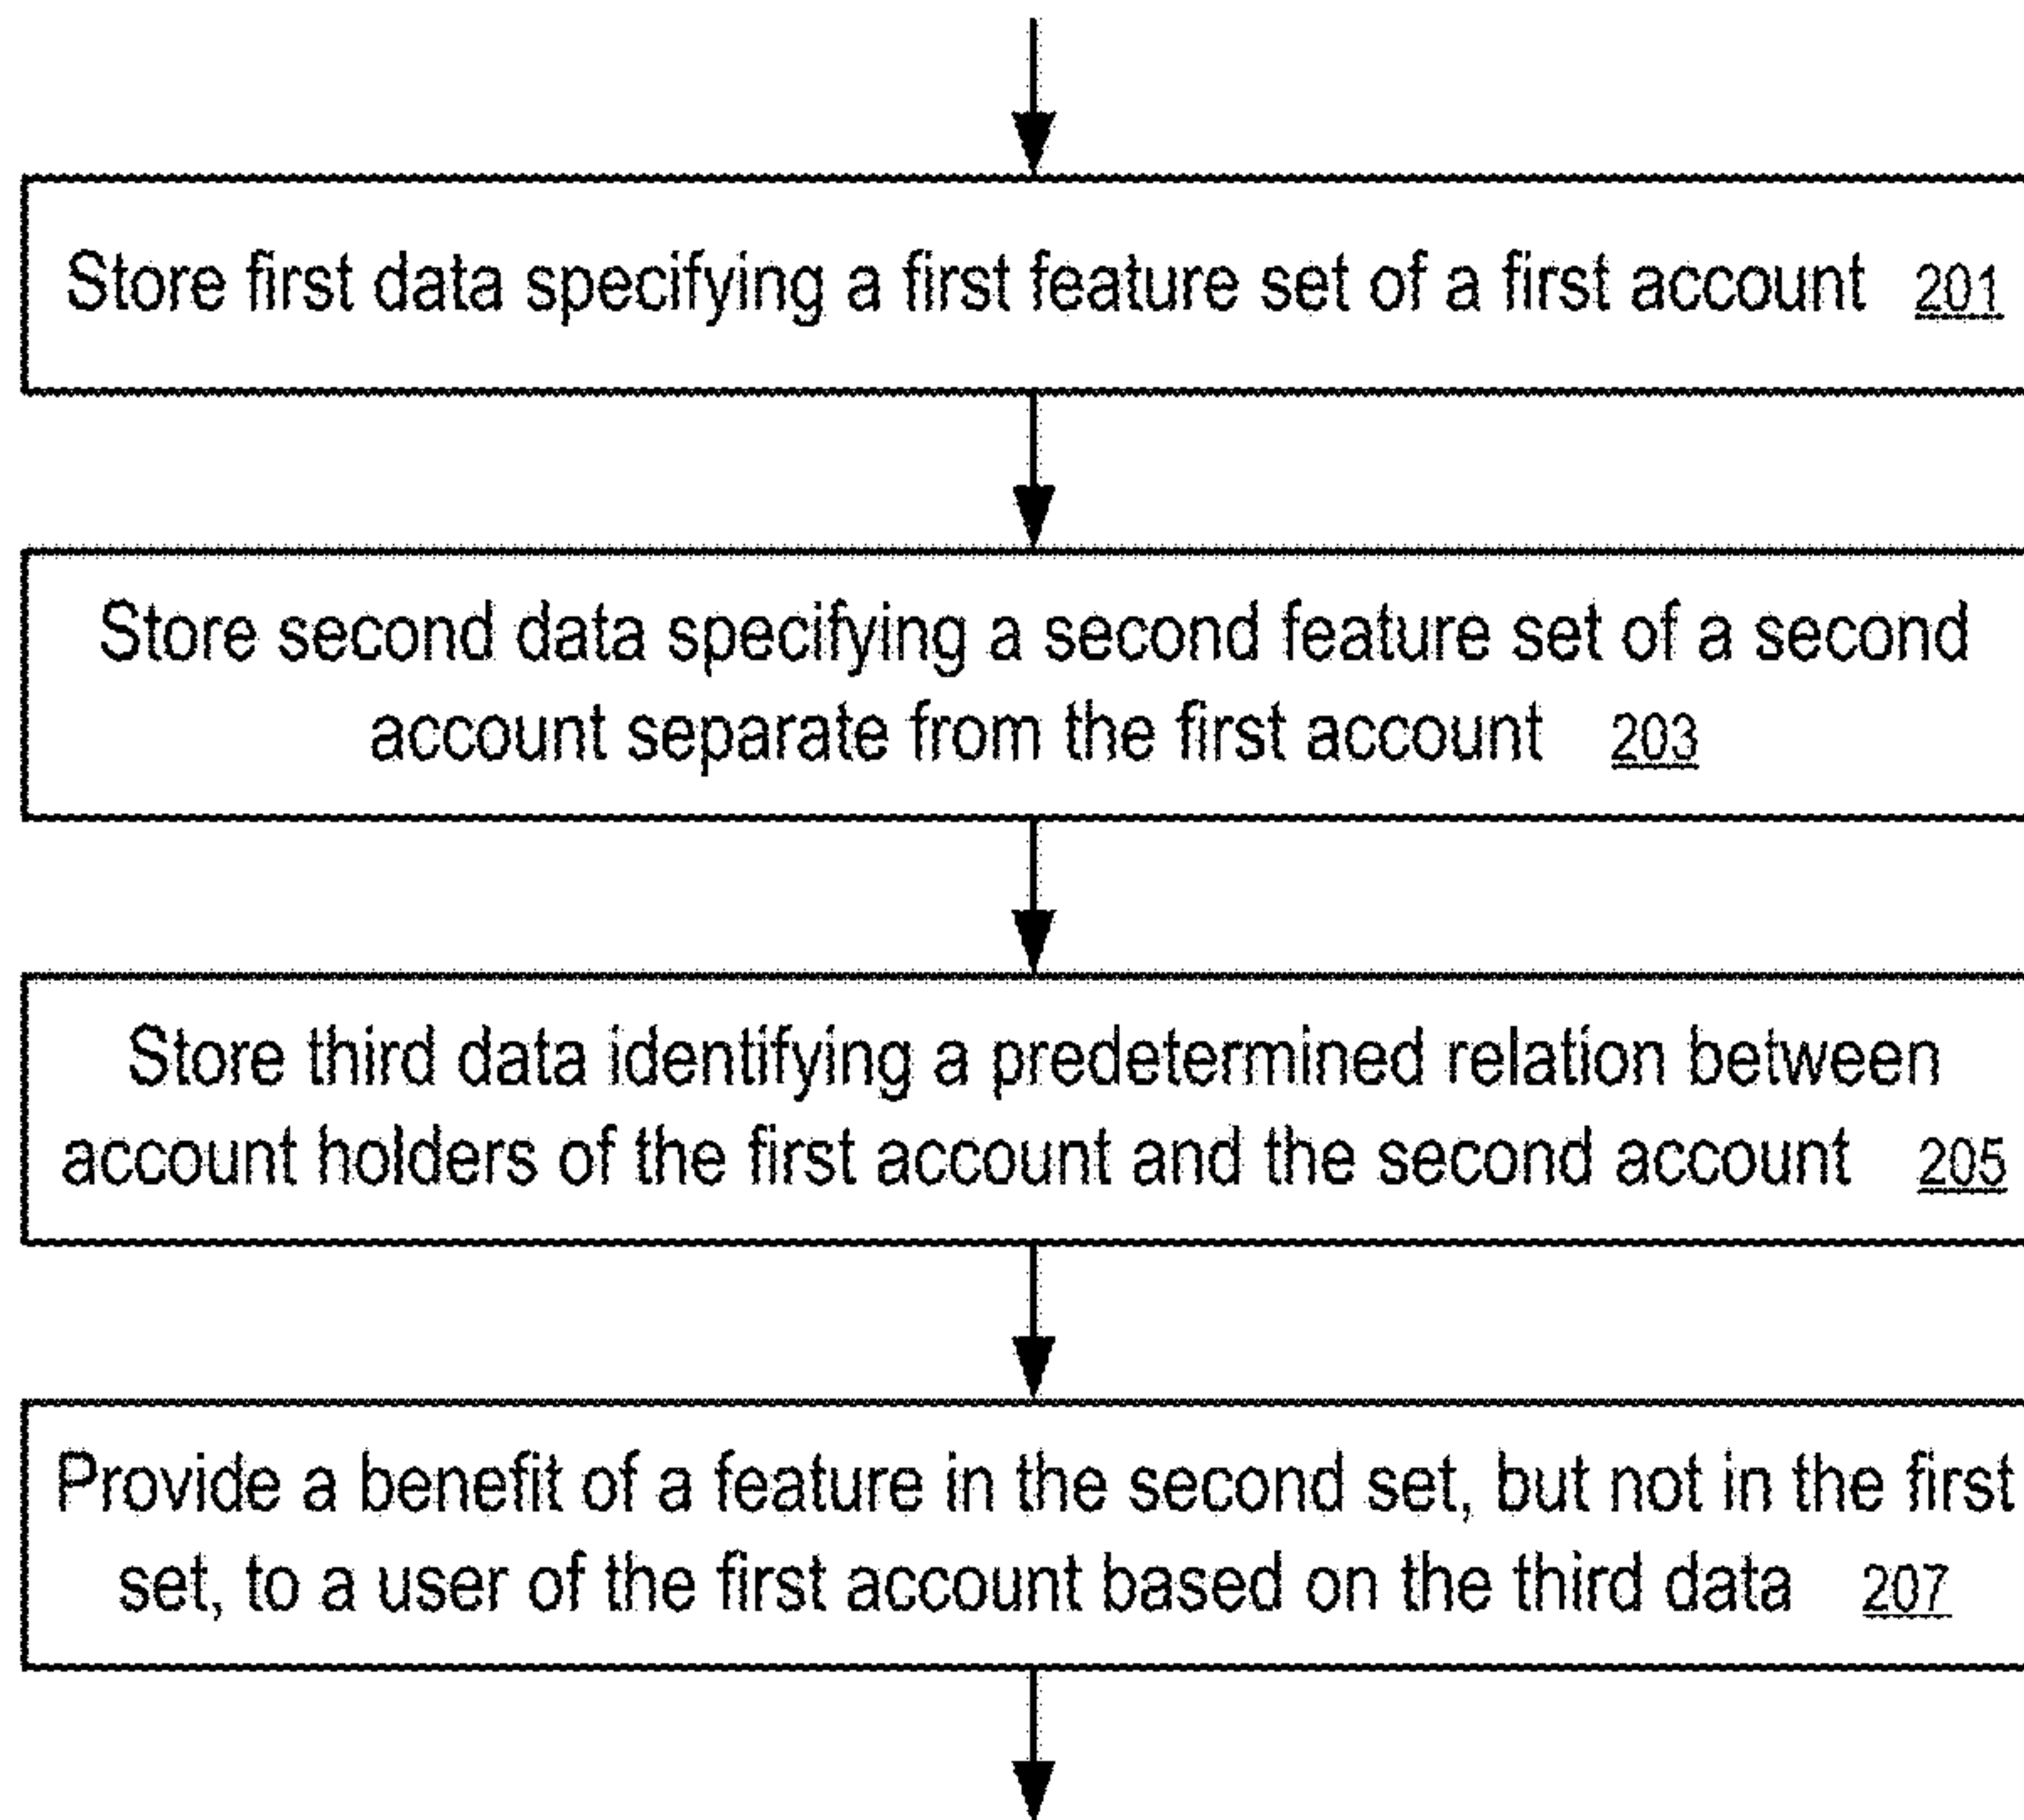 Store first data specifying a first feature set of a first account 201
Store second data specifying a second feature set of a second
account separate from the first account 203
Store third data identifying a predetermined relation between
account holders of the first account and the second account 205
Provide a benefit of a feature in the second set, but not in the first
set, to a user of the first account based on the third data 207